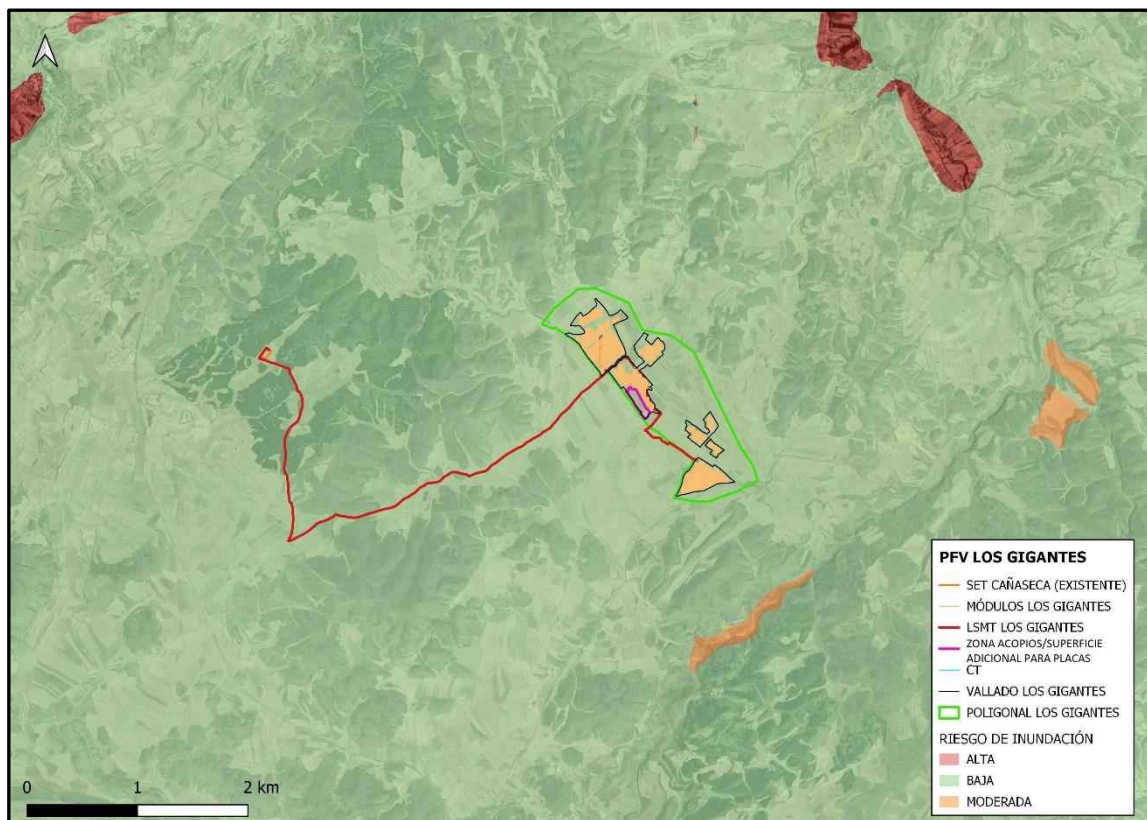 PFV LOS GIGANTES
SET CAÑASECA (EXISTENTE)
MÓDULOS LOS GIGANTES
LSMT LOS GIGANTES
ZONA ACOPIOS/SUPERFICIE
ADICIONAL PARA PLACAS
CT
VALLADO LOS GIGANTES
POLIGONAL LOS GIGANTES
RIESGO DE INUNDACIÓN
ALTA
BAJA
MODERADA
0 1 2 km